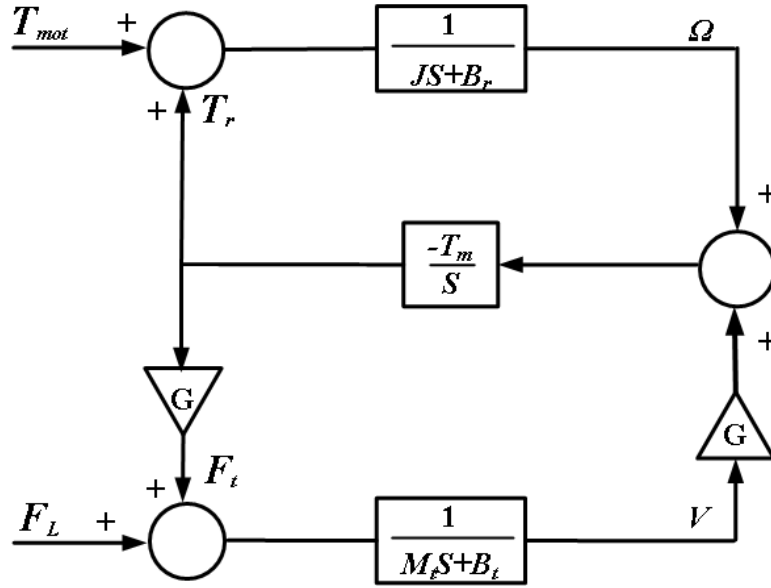 T_mot + 1 Ω
JS+B_r
+ T_r
+
-T_m
S
+
G G
+ F_t
F_L + 1 V
M_tS+B_t